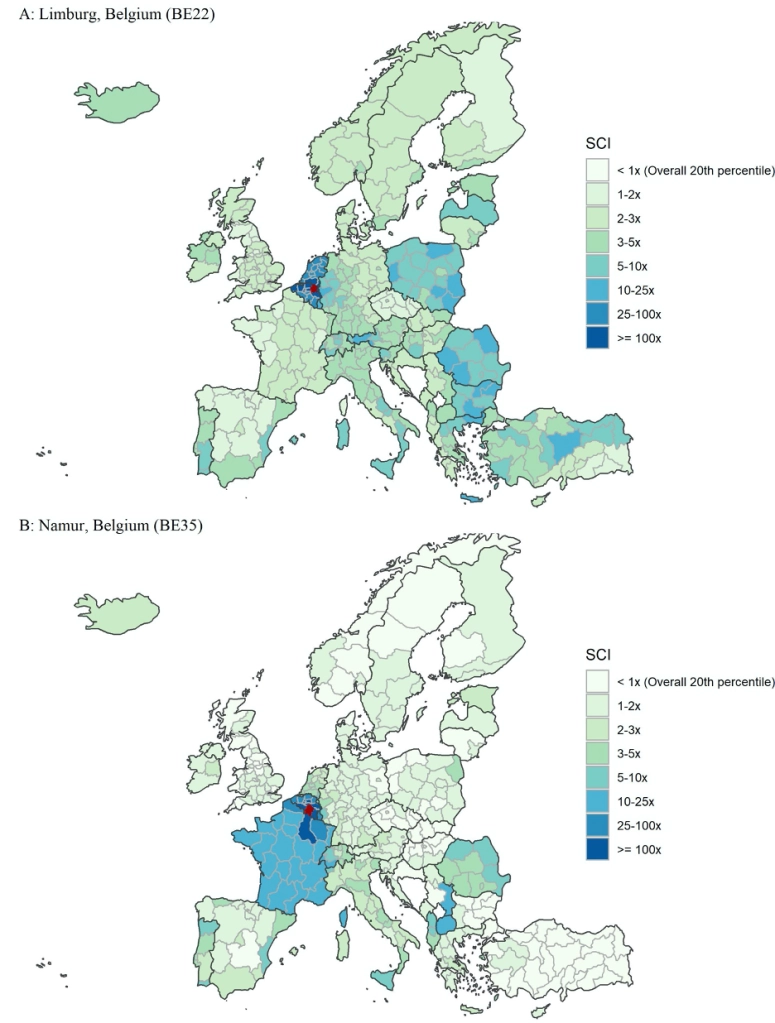 A: Limburg, Belgium (BE22)
SCI
< 1x (Overall 20th percentile)
1-2x
2-3x
3-5x
5-10x
10-25x
25-100x
>= 100x
B: Namur, Belgium (BE35)
SCI
< 1x (Overall 20th percentile)
1-2x
2-3x
3-5x
5-10x
10-25x
25-100x
>= 100x